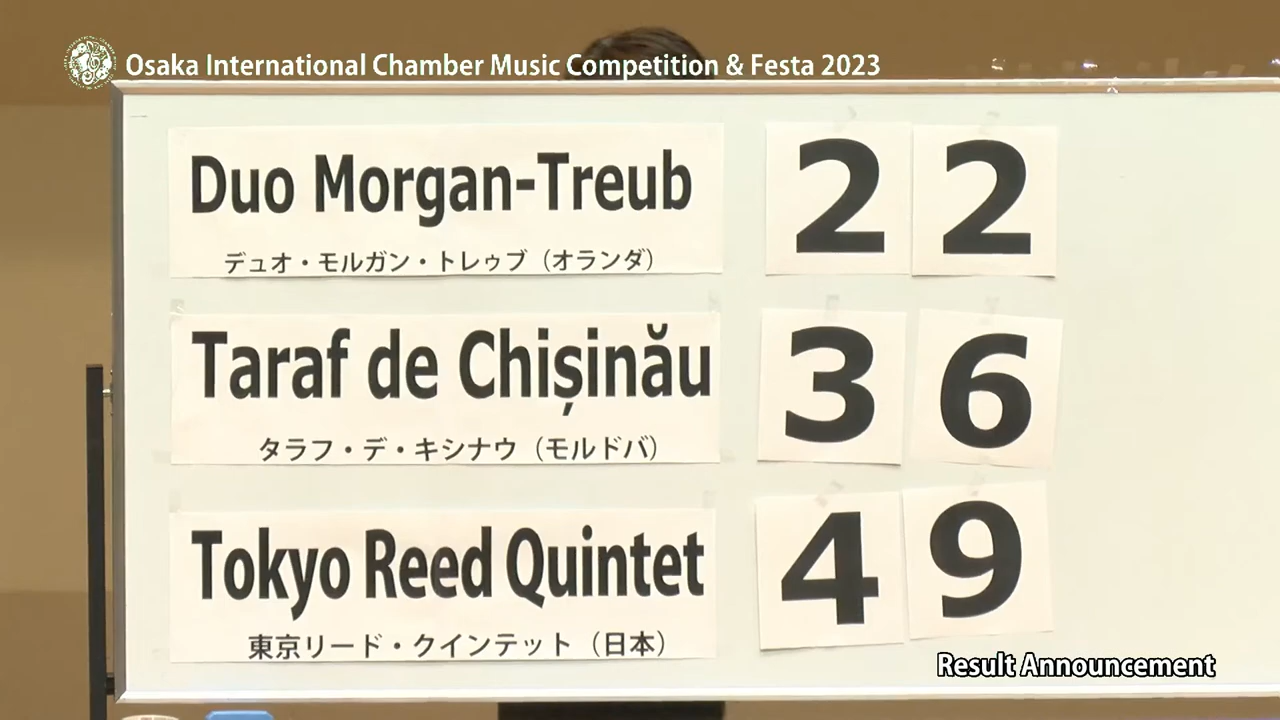 Osaka International Chamber Music Competition & Festa 2023
Duo Morgan-Treub 2 2
デュオ・モルガン・トレゥブ（オランダ）
Taraf de Chișinău 3 6
タラフ・デ・キシナウ（モルドバ）
Tokyo Reed Quintet 4 9
東京リード・クインテット（日本）
Result Announcement